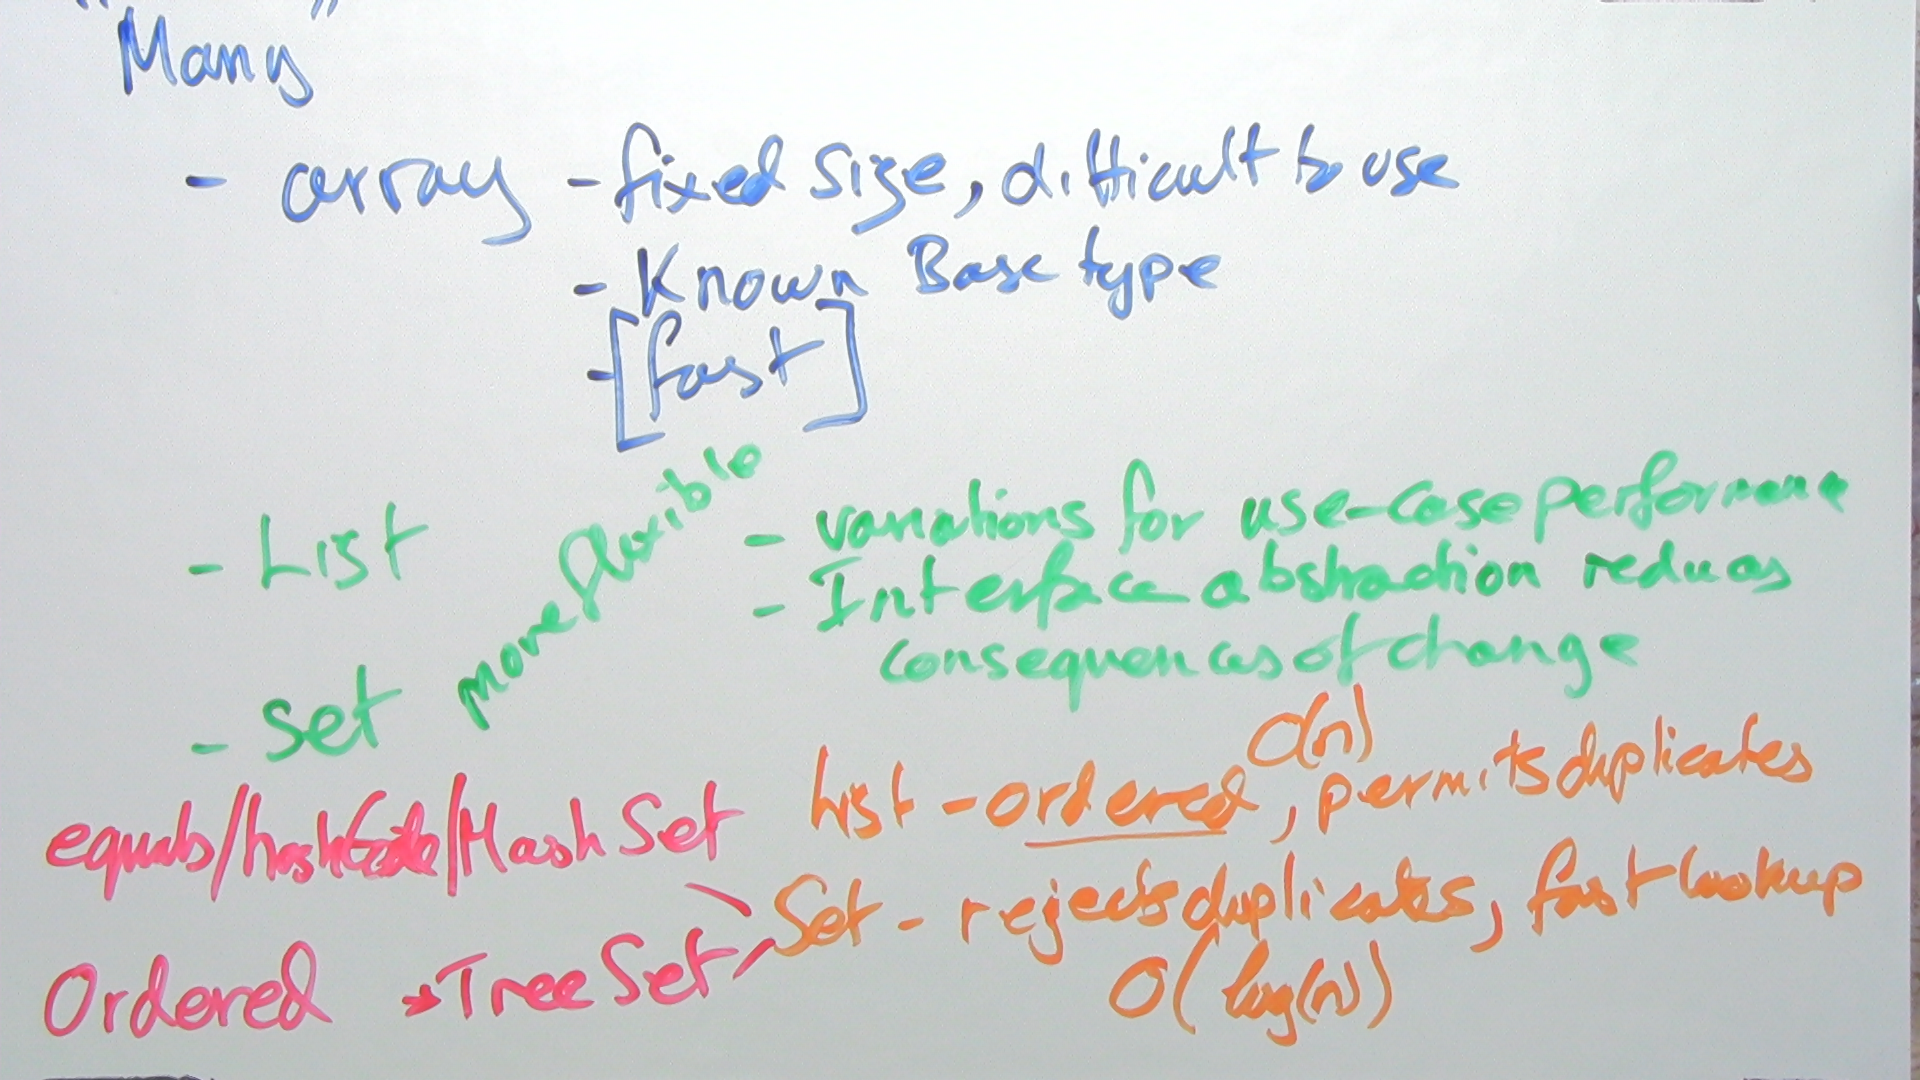 "Many"
- array - fixed size, difficult to use
- Known Base type
- [fast]
- List
- Set
more flexible
- variations for use-case performance
- Interface abstraction reduces
consequences of change
O(n)
List - ordered, permits duplicates
Set - rejects duplicates, fast lookup
O(log(n))
equals/hashCode/HashSet
Ordered → TreeSet